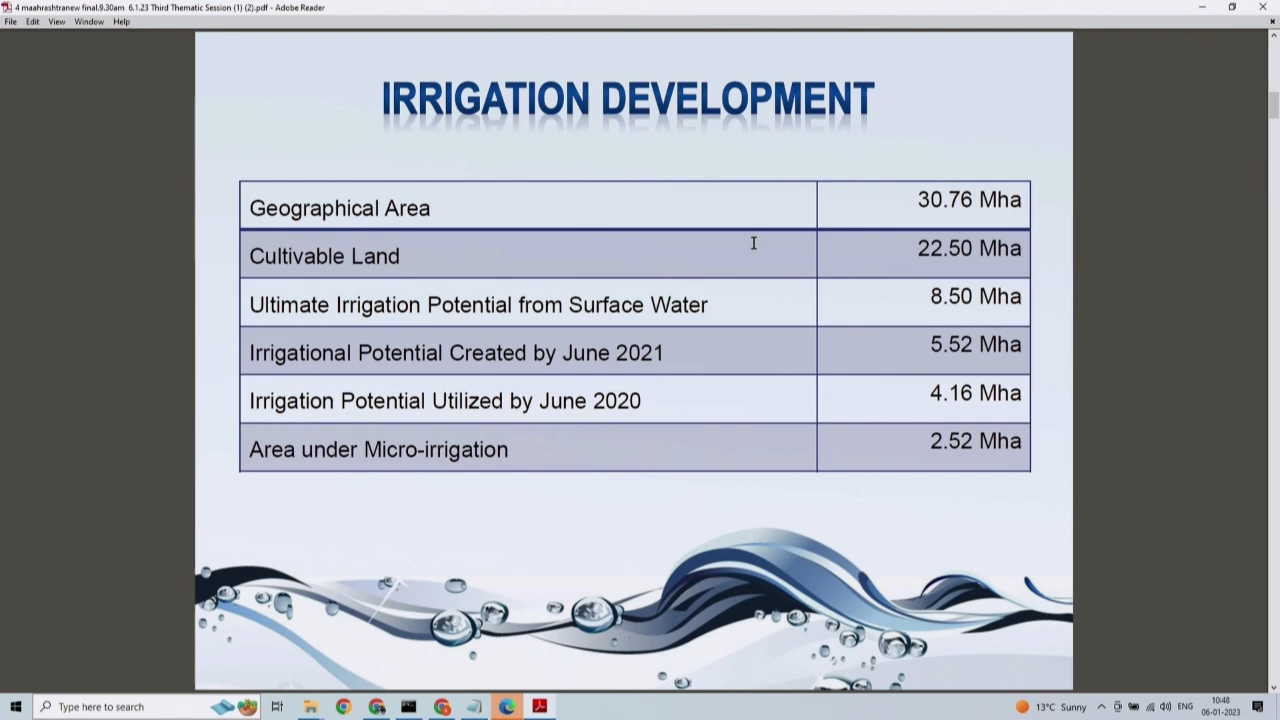 4 maahrashtranew final.9.30am 6.1.23 Third Thematic Session (1) (2).pdf - Adobe Reader
File Edit View Window Help
IRRIGATION DEVELOPMENT
Geographical Area 30.76 Mha
Cultivable Land 22.50 Mha
Ultimate Irrigation Potential from Surface Water 8.50 Mha
Irrigational Potential Created by June 2021 5.52 Mha
Irrigation Potential Utilized by June 2020 4.16 Mha
Area under Micro-irrigation 2.52 Mha
Type here to search
13°C Sunny
ENG
10:48
06-01-2023